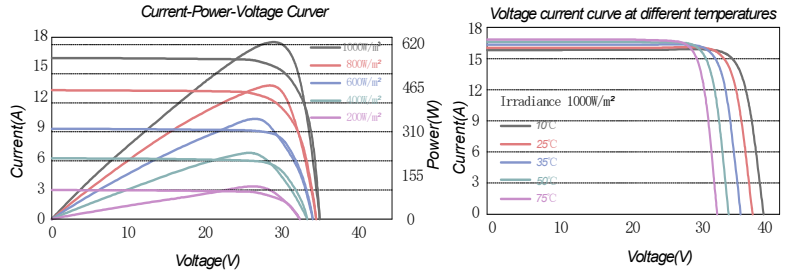 Current-Power-Voltage Curver
Current(A)
18
15
12
9
6
3
0
1000W/m²
800W/m²
600W/m²
400W/m²
200W/m²
620
465
310
155
0
Power(W)
0
10
20
30
40
Voltage(V)
Voltage current curve at different temperatures
Current(A)
18
15
12
9
6
3
0
Irradiance 1000W/m²
10℃
25℃
35℃
50℃
75℃
0
10
20
30
40
Voltage(V)